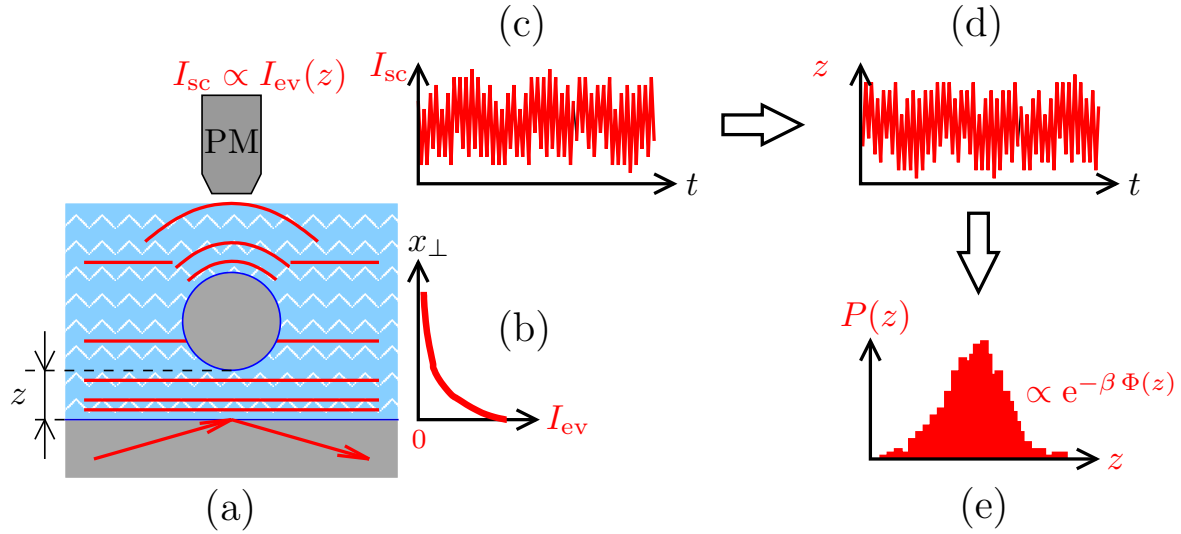 (c)
(d)
I_sc ∝ I_ev(z)
I_sc
z
PM
t
t
x_⊥
(b)
P(z)
z
∝ e^{−β Φ(z)}
0
I_ev
z
(a)
(e)